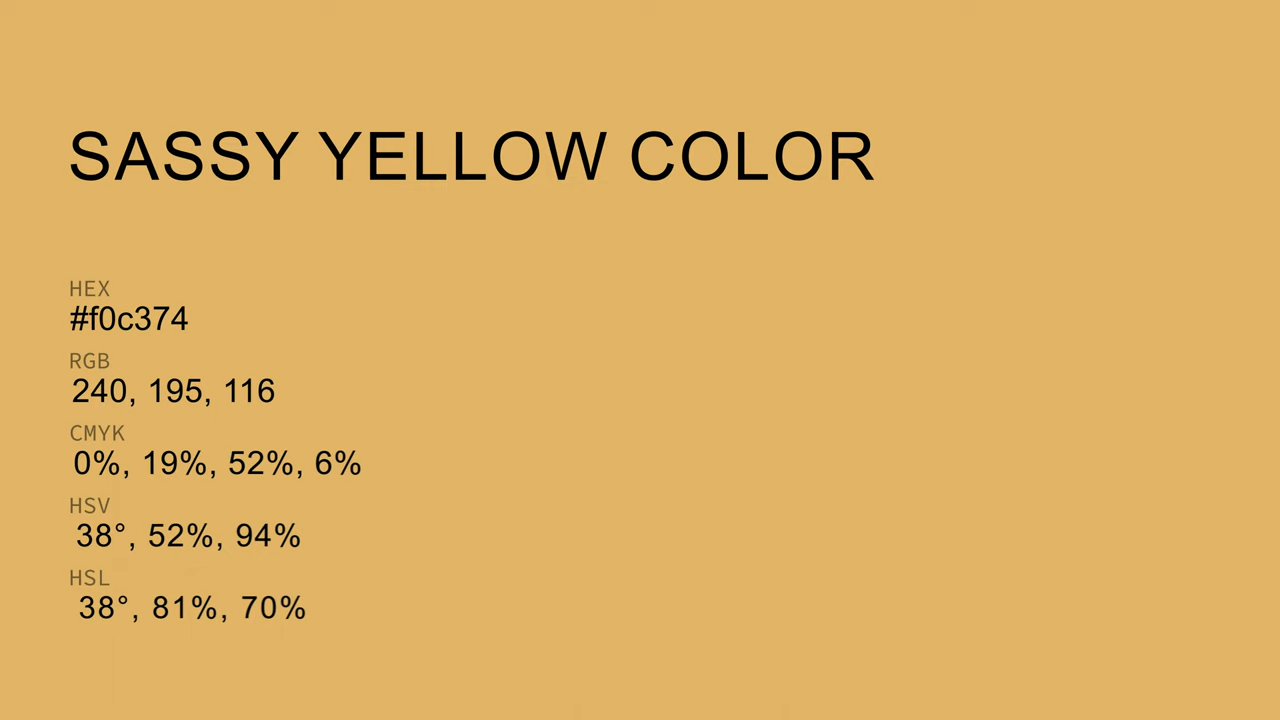 SASSY YELLOW COLOR
HEX
#f0c374
RGB
240, 195, 116
CMYK
0%, 19%, 52%, 6%
HSV
38°, 52%, 94%
HSL
38°, 81%, 70%